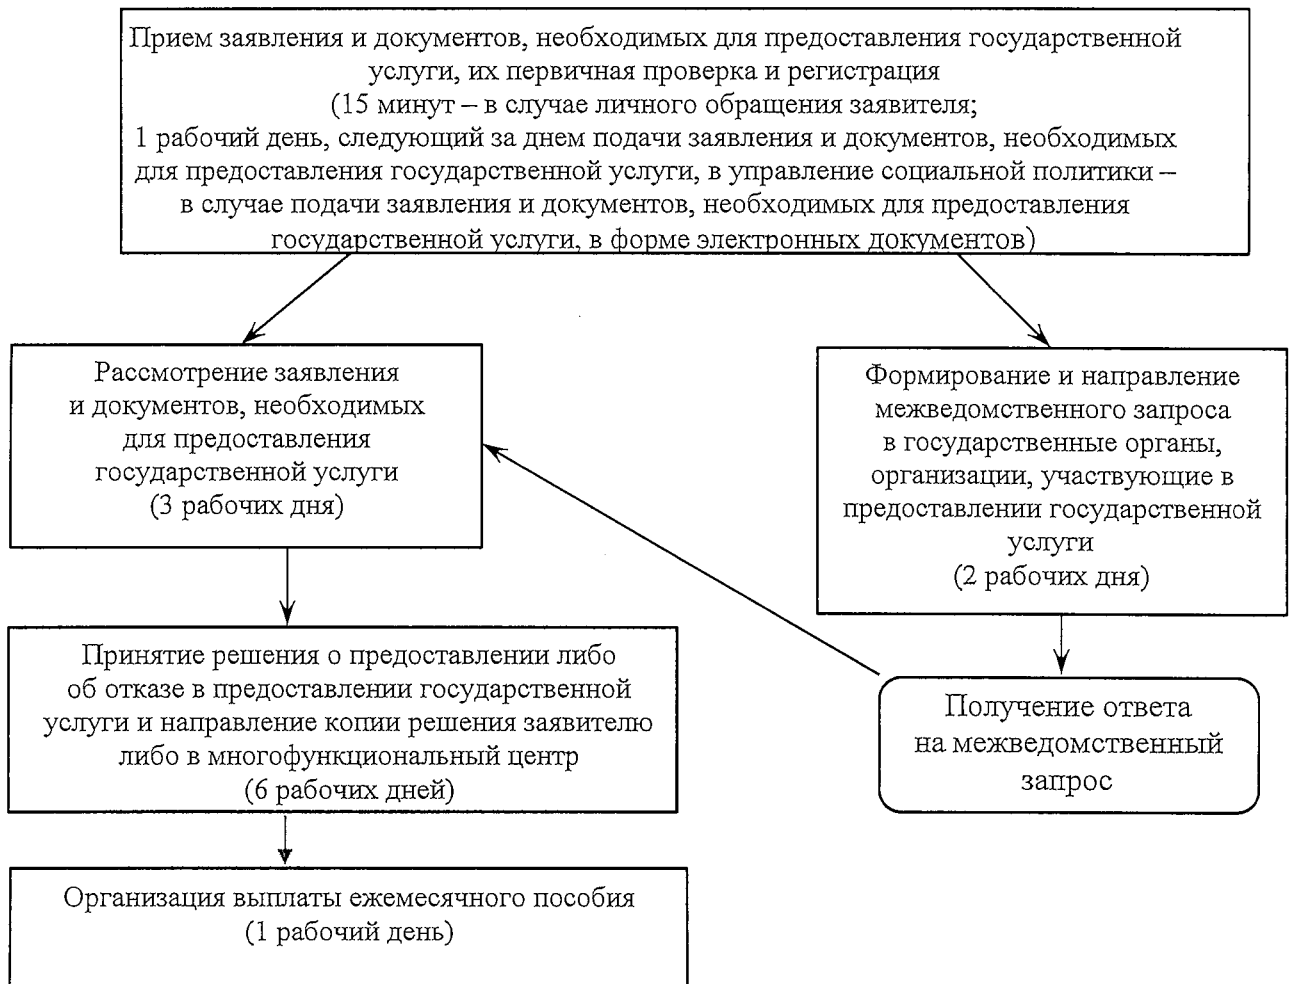 Прием заявления и документов, необходимых для предоставления государственной
услуги, их первичная проверка и регистрация
(15 минут – в случае личного обращения заявителя;
1 рабочий день, следующий за днем подачи заявления и документов, необходимых
для предоставления государственной услуги, в управление социальной политики –
в случае подачи заявления и документов, необходимых для предоставления
государственной услуги, в форме электронных документов)
Рассмотрение заявления
и документов, необходимых
для предоставления
государственной услуги
(3 рабочих дня)
Формирование и направление
межведомственного запроса
в государственные органы,
организации, участвующие в
предоставлении государственной
услуги
(2 рабочих дня)
Принятие решения о предоставлении либо
об отказе в предоставлении государственной
услуги и направление копии решения заявителю
либо в многофункциональный центр
(6 рабочих дней)
Получение ответа
на межведомственный
запрос
Организация выплаты ежемесячного пособия
(1 рабочий день)